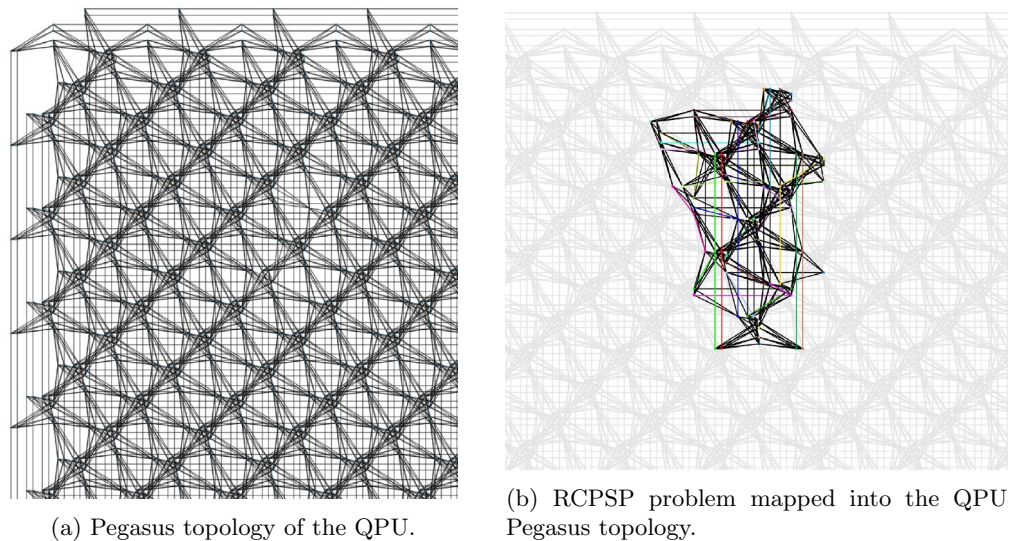 (a) Pegasus topology of the QPU.
(b) RCPSP problem mapped into the QPU
Pegasus topology.